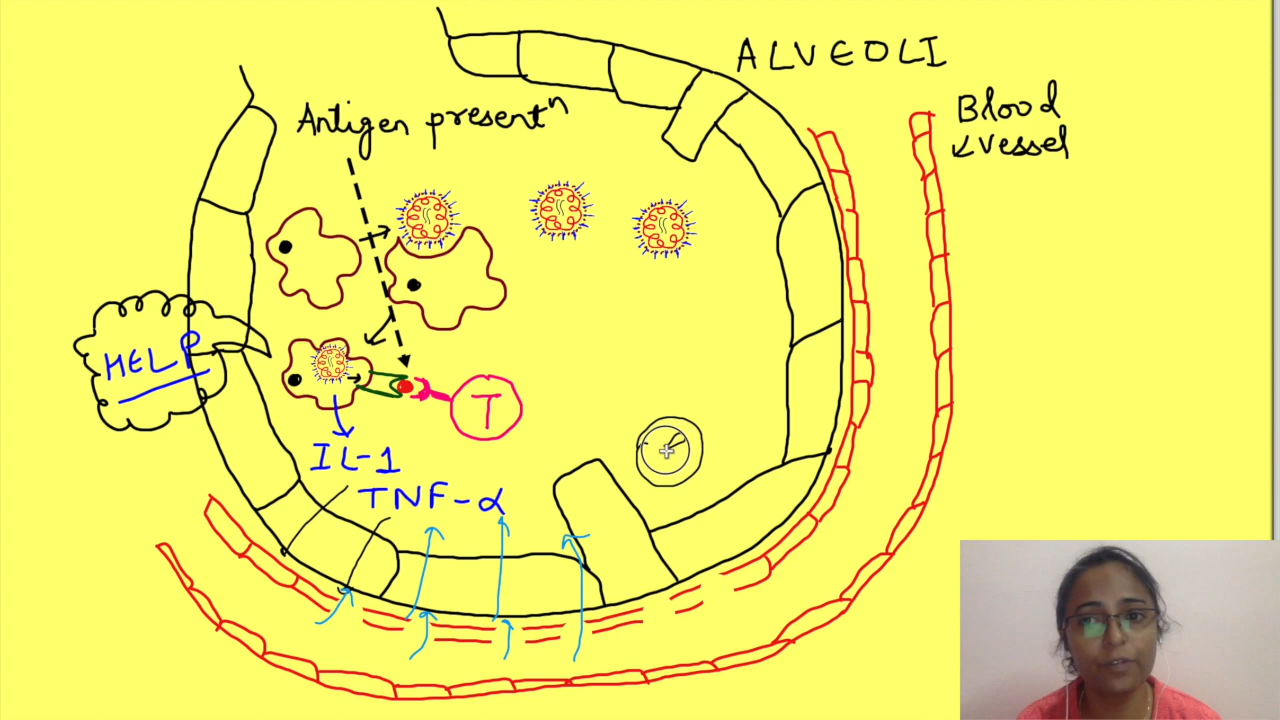 ALVEOLI
Blood
vessel
Antigen presentⁿ
HELP
T
IL-1
TNF-α